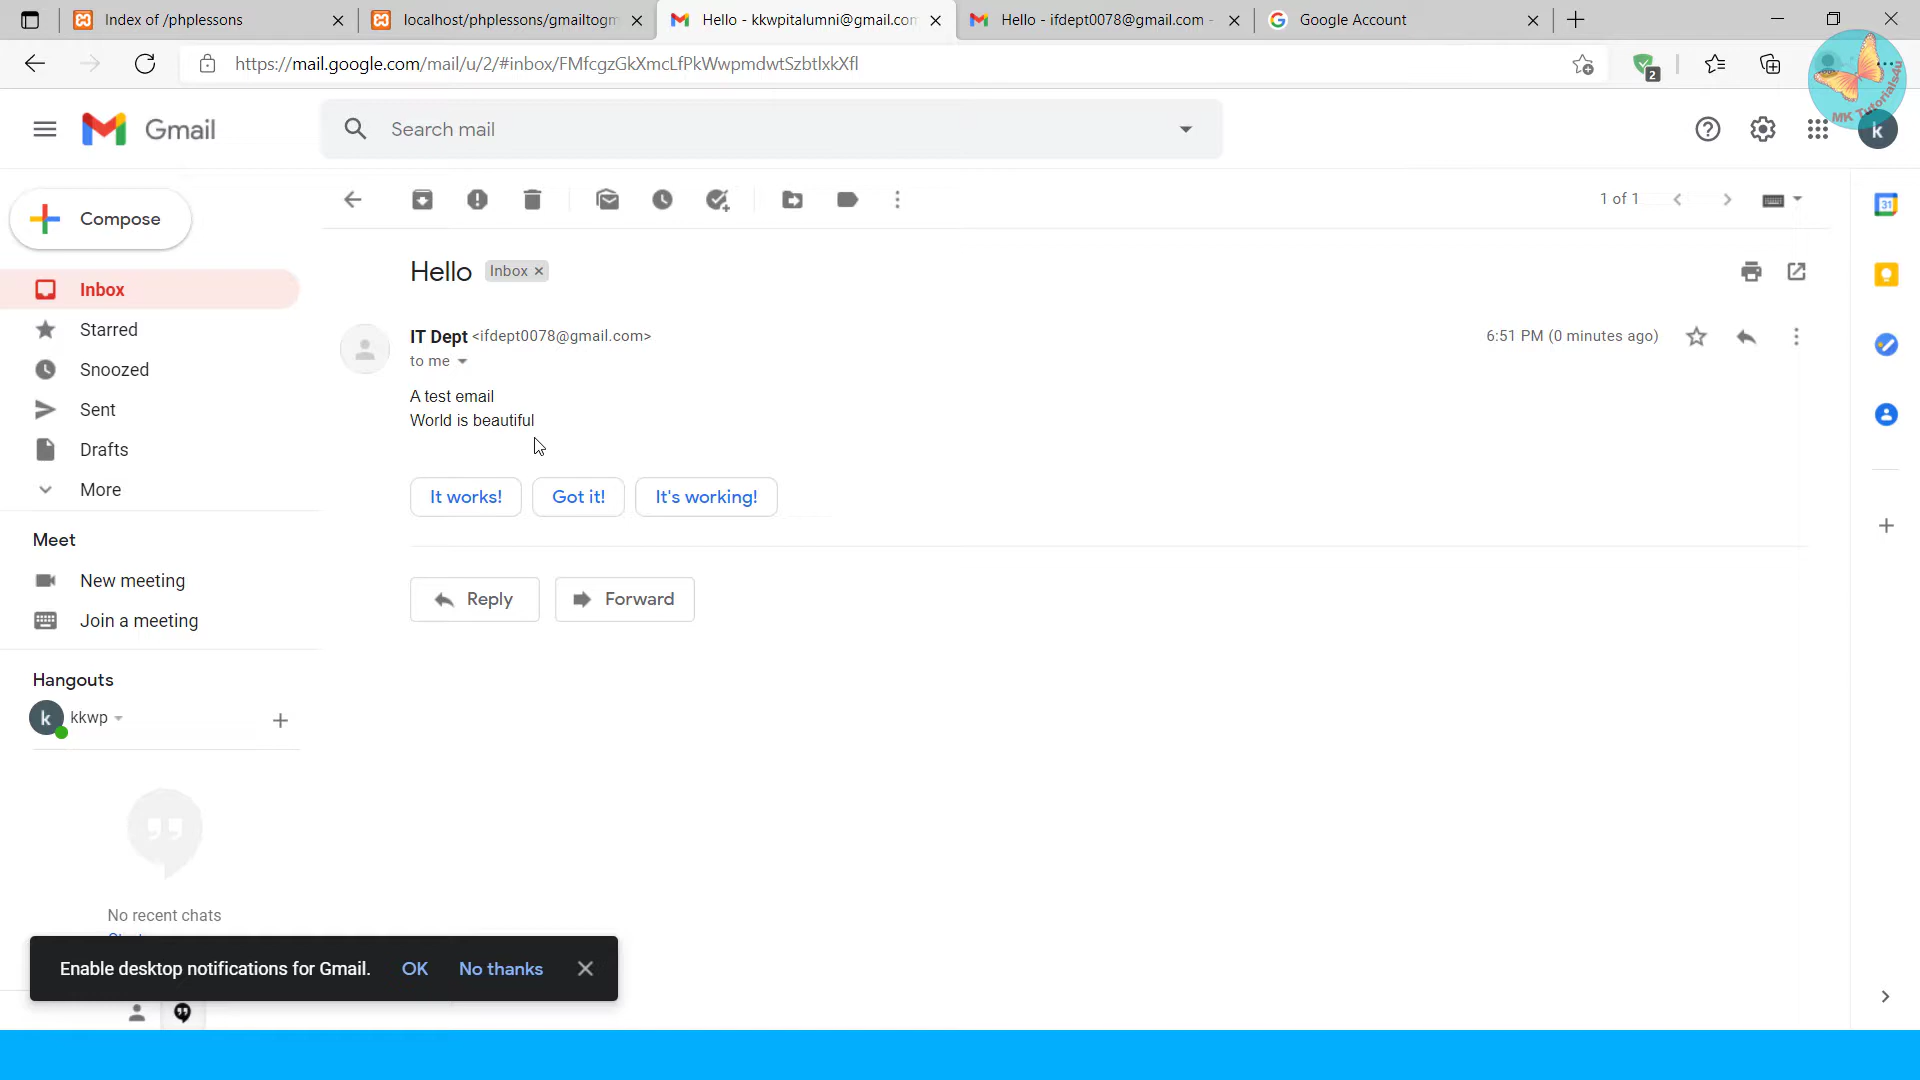 Index of /phplessons
localhost/phplessons/gmailtogm
Hello - kkwpitalumni@gmail.com
Hello - ifdept0078@gmail.com -
Google Account
https://mail.google.com/mail/u/2/#inbox/FMfcgzGkXmcLfPkWwpmdwtSzbtlxkXfl
2
MK Tutorials4u
Gmail
Search mail
k
Compose
1 of 1
31
Hello
Inbox
Inbox
Starred
Snoozed
Sent
Drafts
More
IT Dept <ifdept0078@gmail.com>
6:51 PM (0 minutes ago)
to me
A test email
World is beautiful
It works!
Got it!
It's working!
Reply
Forward
Meet
New meeting
Join a meeting
Hangouts
k
kkwp
No recent chats
Enable desktop notifications for Gmail.
OK
No thanks